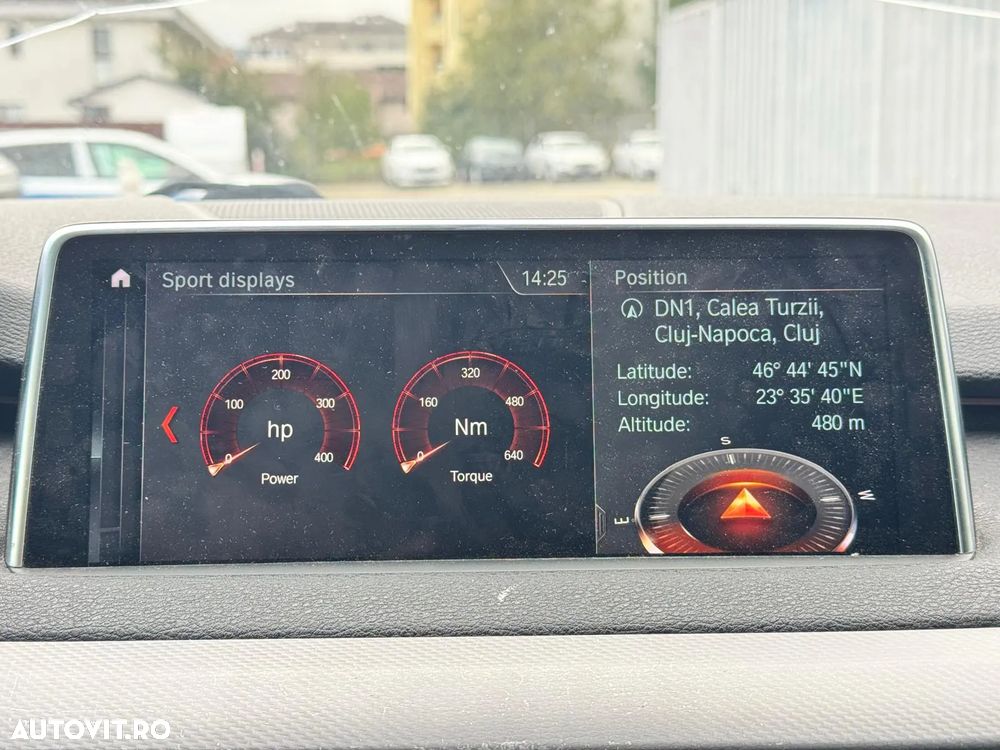 Sport displays
14:25
Position
DN1, Calea Turzii,
Cluj-Napoca, Cluj
Latitude: 46° 44' 45"N
Longitude: 23° 35' 40"E
Altitude: 480 m
0 100 200 300 400
hp
Power
0 160 320 480 640
Nm
Torque
S
E
W
AUTOVIT.RO